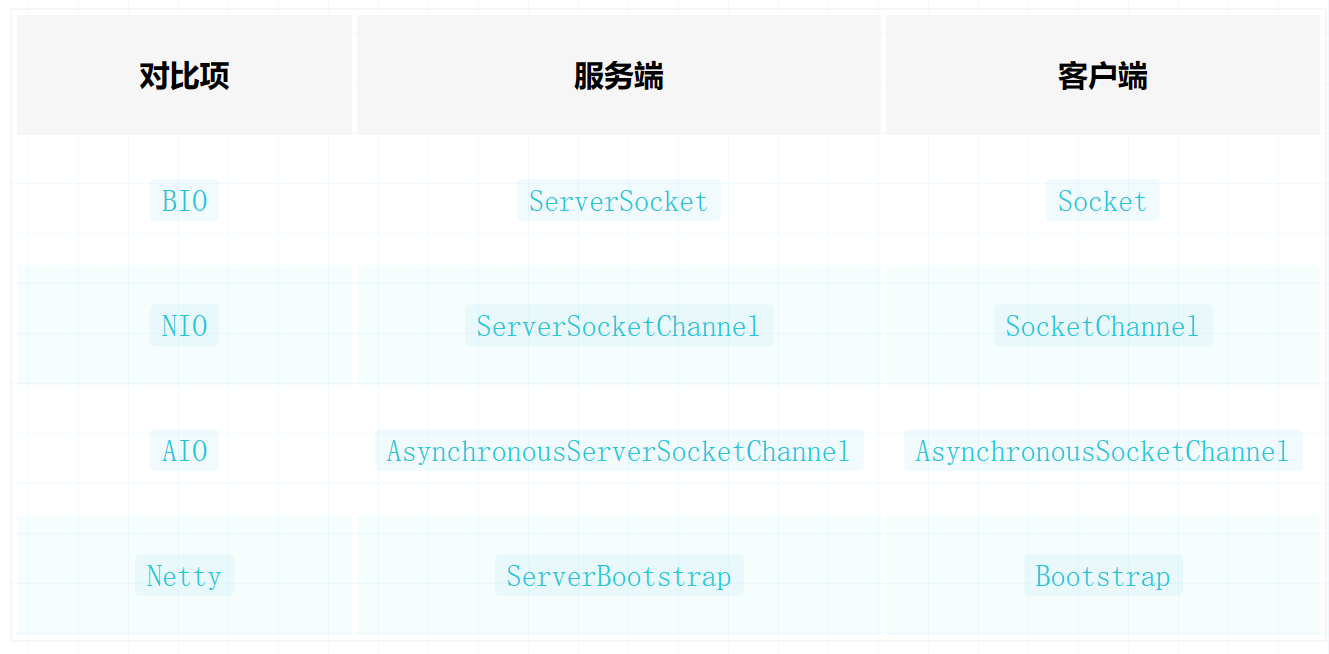 对比项 服务端 客户端
BIO ServerSocket Socket
NIO ServerSocketChannel SocketChannel
AIO AsynchronousServerSocketChannel AsynchronousSocketChannel
Netty ServerBootstrap Bootstrap